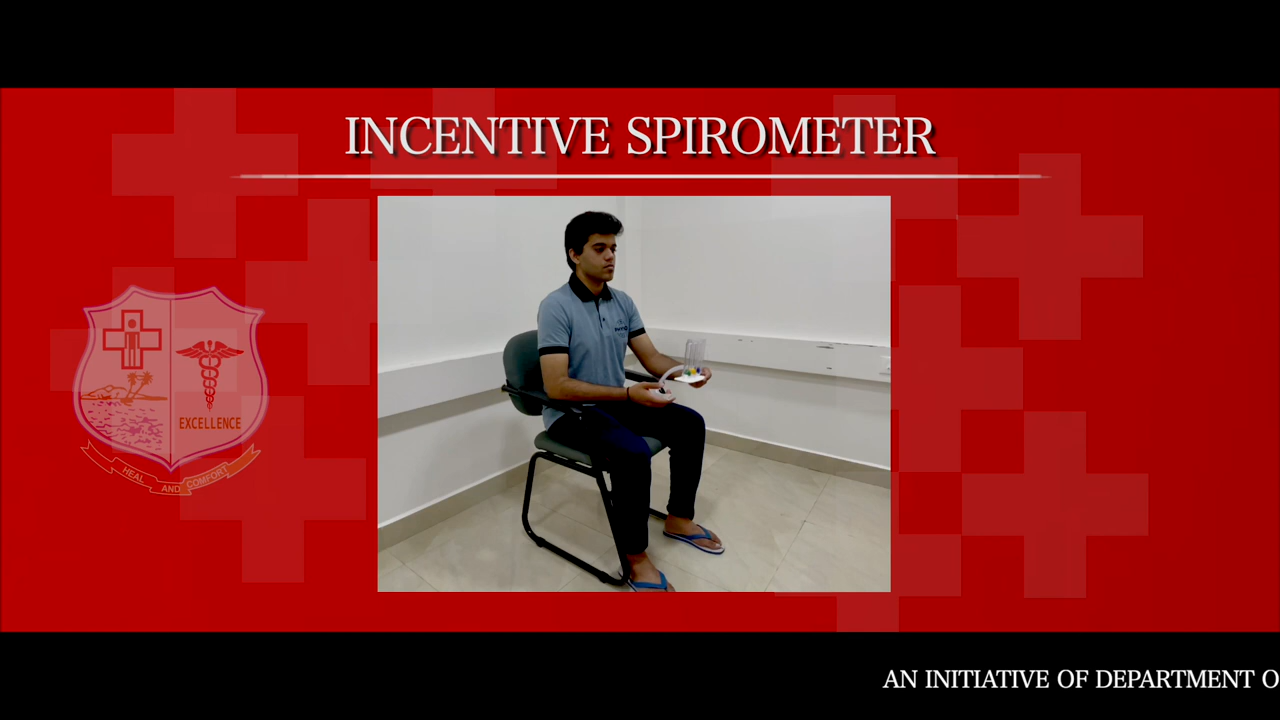 INCENTIVE SPIROMETER
EXCELLENCE
HEAL AND COMFORT
AN INITIATIVE OF DEPARTMENT O